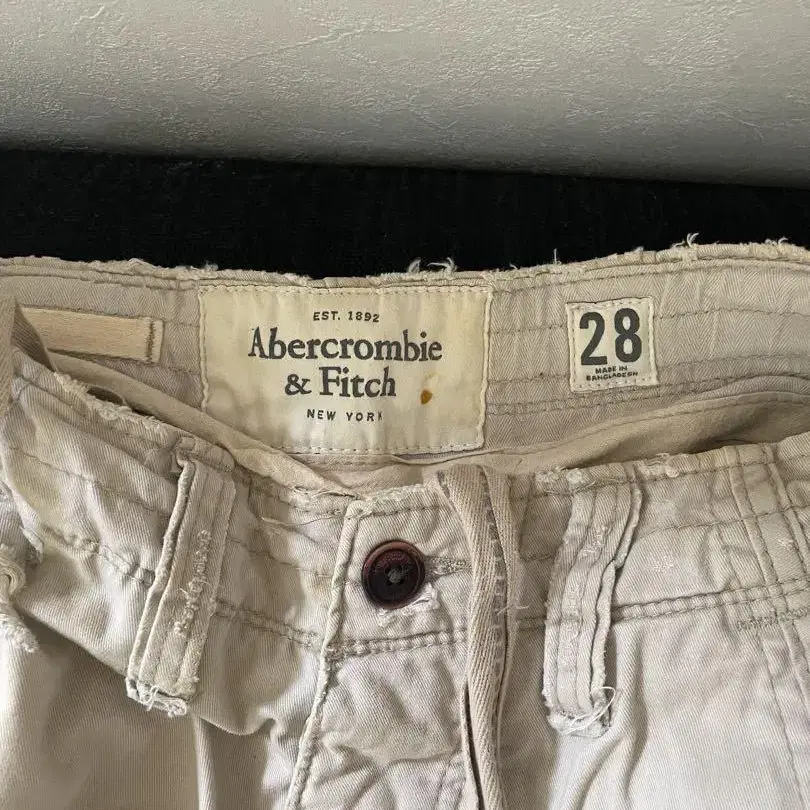 EST. 1892
Abercrombie
& Fitch
NEW YORK
28
MADE IN
BANGLADESH